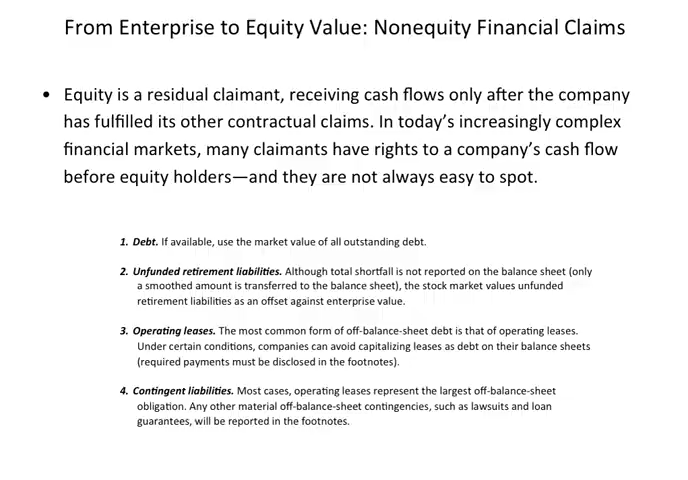 From Enterprise to Equity Value: Nonequity Financial Claims
• Equity is a residual claimant, receiving cash flows only after the company
has fulfilled its other contractual claims. In today's increasingly complex
financial markets, many claimants have rights to a company's cash flow
before equity holders—and they are not always easy to spot.
1. Debt. If available, use the market value of all outstanding debt.
2. Unfunded retirement liabilities. Although total shortfall is not reported on the balance sheet (only
a smoothed amount is transferred to the balance sheet), the stock market values unfunded
retirement liabilities as an offset against enterprise value.
3. Operating leases. The most common form of off-balance-sheet debt is that of operating leases.
Under certain conditions, companies can avoid capitalizing leases as debt on their balance sheets
(required payments must be disclosed in the footnotes).
4. Contingent liabilities. Most cases, operating leases represent the largest off-balance-sheet
obligation. Any other material off-balance-sheet contingencies, such as lawsuits and loan
guarantees, will be reported in the footnotes.